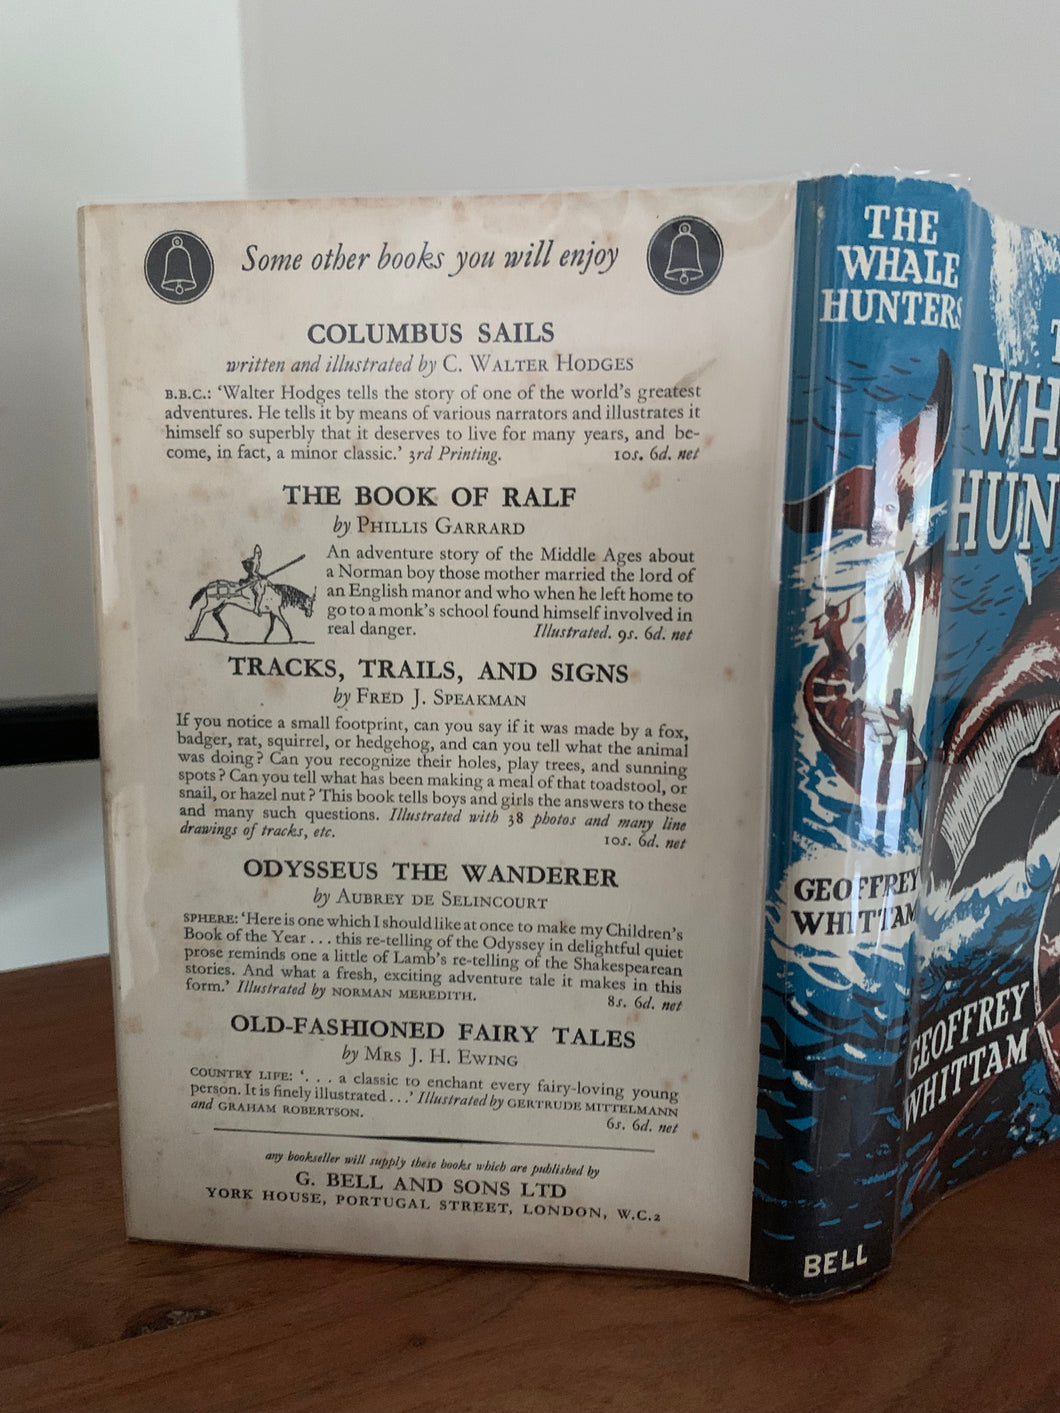 Some other books you will enjoy
COLUMBUS SAILS
written and illustrated by C. WALTER HODGES
B.B.C.: ‘Walter Hodges tells the story of one of the world’s greatest
adventures. He tells it by means of various narrators and illustrates it
himself so superbly that it deserves to live for many years, and be-
come, in fact, a minor classic.’ 3rd Printing. 10s. 6d. net
THE BOOK OF RALF
by PHILLIS GARRARD
An adventure story of the Middle Ages about
a Norman boy those mother married the lord of
an English manor and who when he left home to
go to a monk’s school found himself involved in
real danger. Illustrated. 9s. 6d. net
TRACKS, TRAILS, AND SIGNS
by FRED J. SPEAKMAN
If you notice a small footprint, can you say if it was made by a fox,
badger, rat, squirrel, or hedgehog, and can you tell what the animal
was doing? Can you recognize their holes, play trees, and sunning
spots? Can you tell what has been making a meal of that toadstool, or
snail, or hazel nut? This book tells boys and girls the answers to these
and many such questions. Illustrated with 38 photos and many line
drawings of tracks, etc. 10s. 6d. net
ODYSSEUS THE WANDERER
by AUBREY DE SELINCOURT
SPHERE: ‘Here is one which I should like at once to make my Children’s
Book of the Year . . . this re-telling of the Odyssey in delightful quiet
prose reminds one a little of Lamb’s re-telling of the Shakespearean
stories. And what a fresh, exciting adventure tale it makes in this
form.’ Illustrated by NORMAN MEREDITH. 8s. 6d. net
OLD-FASHIONED FAIRY TALES
by MRS J. H. EWING
COUNTRY LIFE: ‘. . . a classic to enchant every fairy-loving young
person. It is finely illustrated . . .’ Illustrated by GERTRUDE MITTELMANN
and GRAHAM ROBERTSON. 6s. 6d. net
any bookseller will supply these books which are published by
G. BELL AND SONS LTD
YORK HOUSE, PORTUGAL STREET, LONDON, W.C.2
THE
WHALE
HUNTERS
GEOFFREY
WHITTAM
BELL
T
WH
HUN
GEOFFREY
WHITTAM